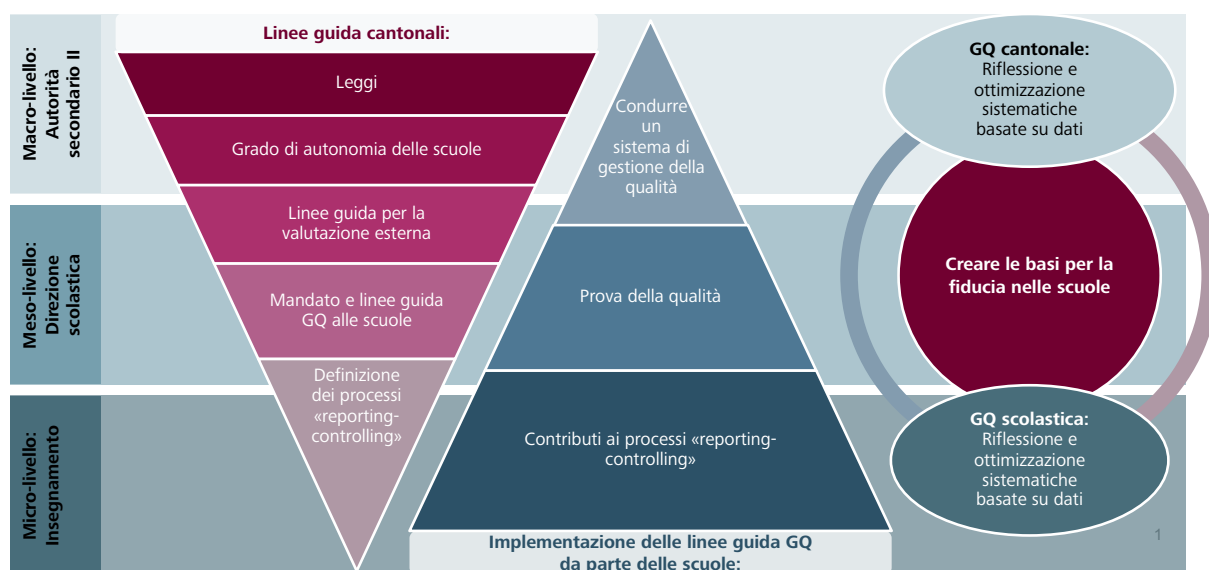 Macro-livello:
Autorità
secondario II
Meso-livello:
Direzione
scolastica
Micro-livello:
Insegnamento
Linee guida cantonali:
Leggi
Grado di autonomia delle scuole
Linee guida per la
valutazione esterna
Mandato e linee guida
GQ alle scuole
Definizione
dei processi
«reporting-
controlling»
Condurre
un
sistema di
gestione della
qualità
Prova della qualità
Contributi ai processi «reporting-
controlling»
Implementazione delle linee guida GQ
da parte delle scuole:
GQ cantonale:
Riflessione e
ottimizzazione
sistematiche
basate su dati
Creare le basi per la
fiducia nelle scuole
GQ scolastica:
Riflessione e
ottimizzazione
sistematiche
basate su dati
1